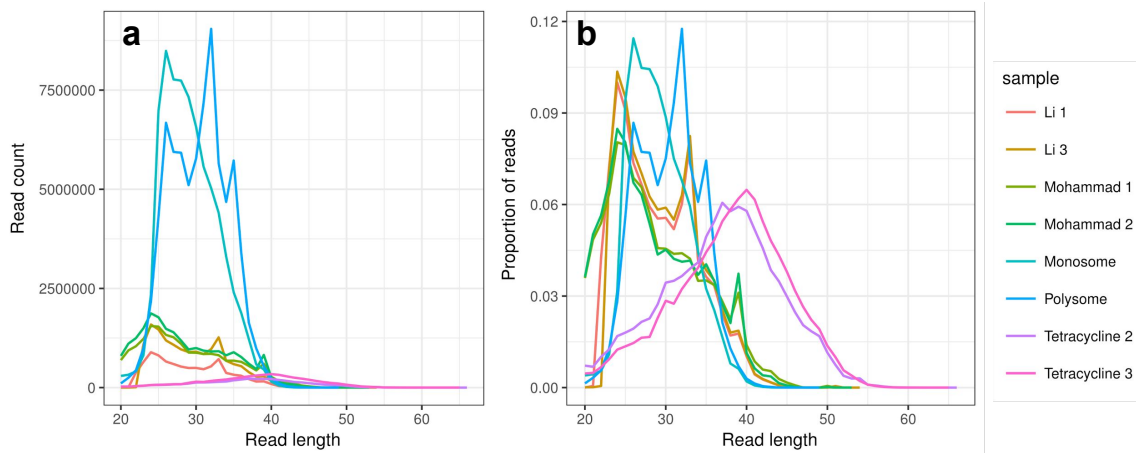 a
b
Read count
7500000
5000000
2500000
0
20
30
40
50
60
Read length
Proportion of reads
0.12
0.09
0.06
0.03
0.00
20
30
40
50
60
Read length
sample
Li 1
Li 3
Mohammad 1
Mohammad 2
Monosome
Polysome
Tetracycline 2
Tetracycline 3